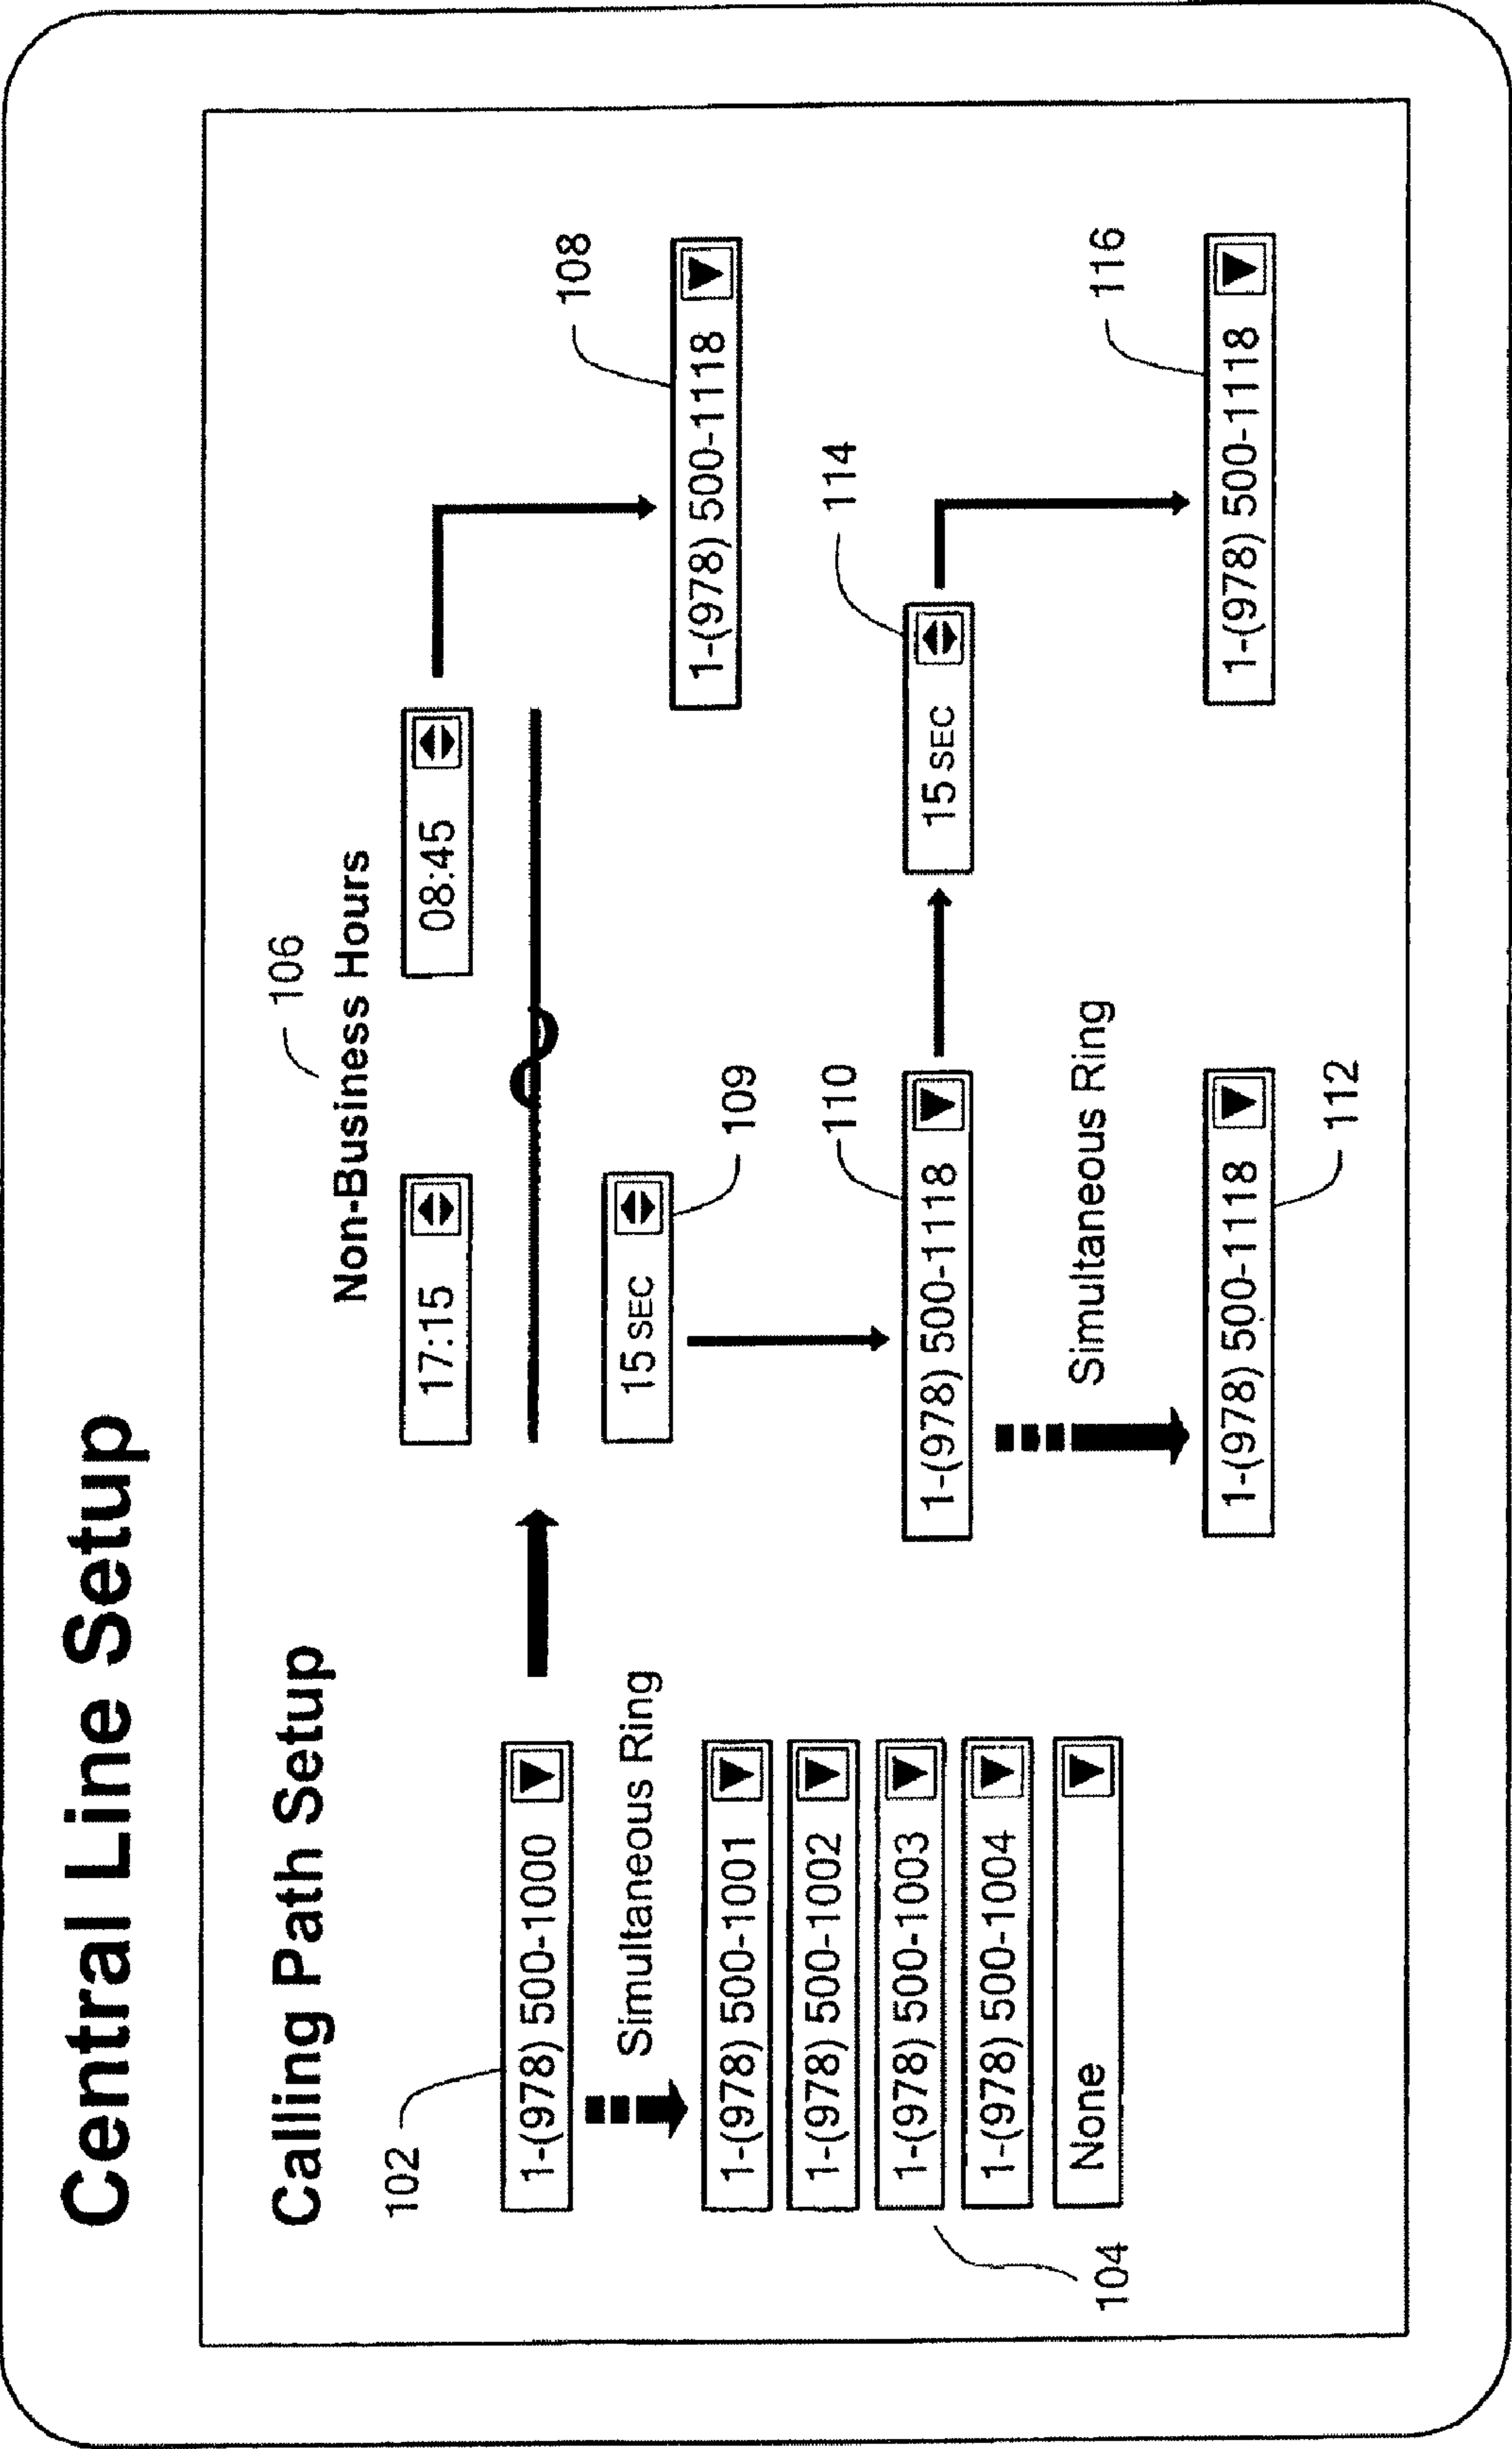 Central Line Setup
Calling Path Setup
106
Non-Business Hours
102
17:15
08:45
1-(978) 500-1000
108
Simultaneous Ring
15 SEC
109
1-(978) 500-1118
1-(978) 500-1001
1-(978) 500-1002
1-(978) 500-1003
1-(978) 500-1004
None
104
110
1-(978) 500-1118
114
15 SEC
Simultaneous Ring
116
1-(978) 500-1118
112
1-(978) 500-1118